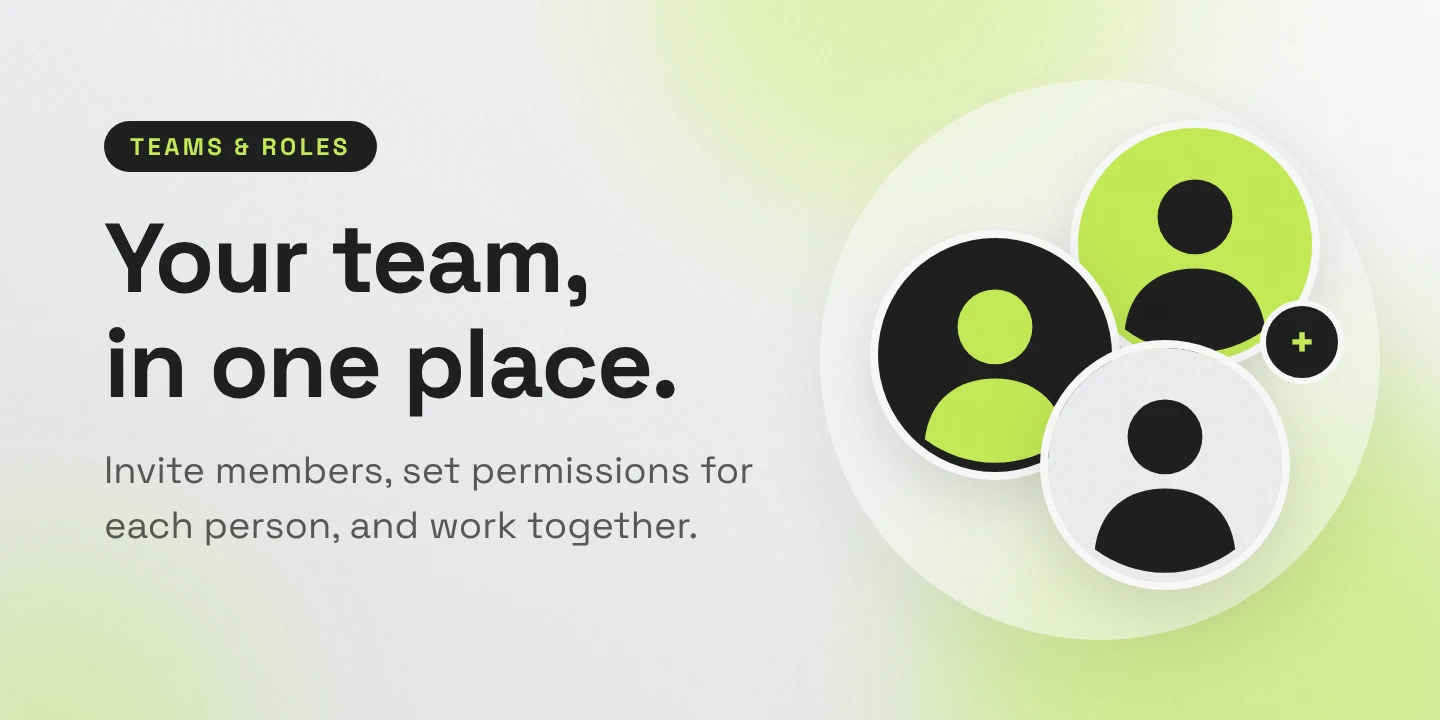 TEAMS & ROLES
Your team,
in one place.
Invite members, set permissions for
each person, and work together.
+